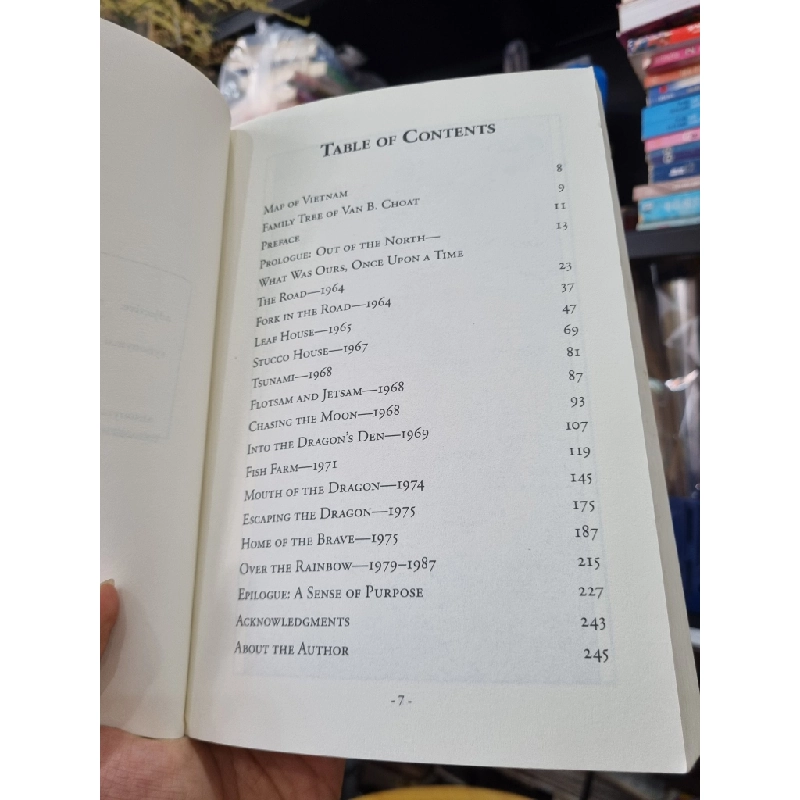 TABLE OF CONTENTS
MAP OF VIETNAM 8
FAMILY TREE OF VAN B. CHOAT 9
PREFACE 11
PROLOGUE: OUT OF THE NORTH— 13
WHAT WAS OURS, ONCE UPON A TIME
THE ROAD—1964 23
FORK IN THE ROAD—1964 37
LEAF HOUSE—1965 47
STUCCO HOUSE—1967 69
TSUNAMI—1968 81
FLOTSAM AND JETSAM—1968 87
CHASING THE MOON—1968 93
INTO THE DRAGON'S DEN—1969 107
FISH FARM—1971 119
MOUTH OF THE DRAGON—1974 145
ESCAPING THE DRAGON—1975 175
HOME OF THE BRAVE—1975 187
OVER THE RAINBOW—1979–1987 215
EPILOGUE: A SENSE OF PURPOSE 227
ACKNOWLEDGMENTS 243
ABOUT THE AUTHOR 245
- 7 -